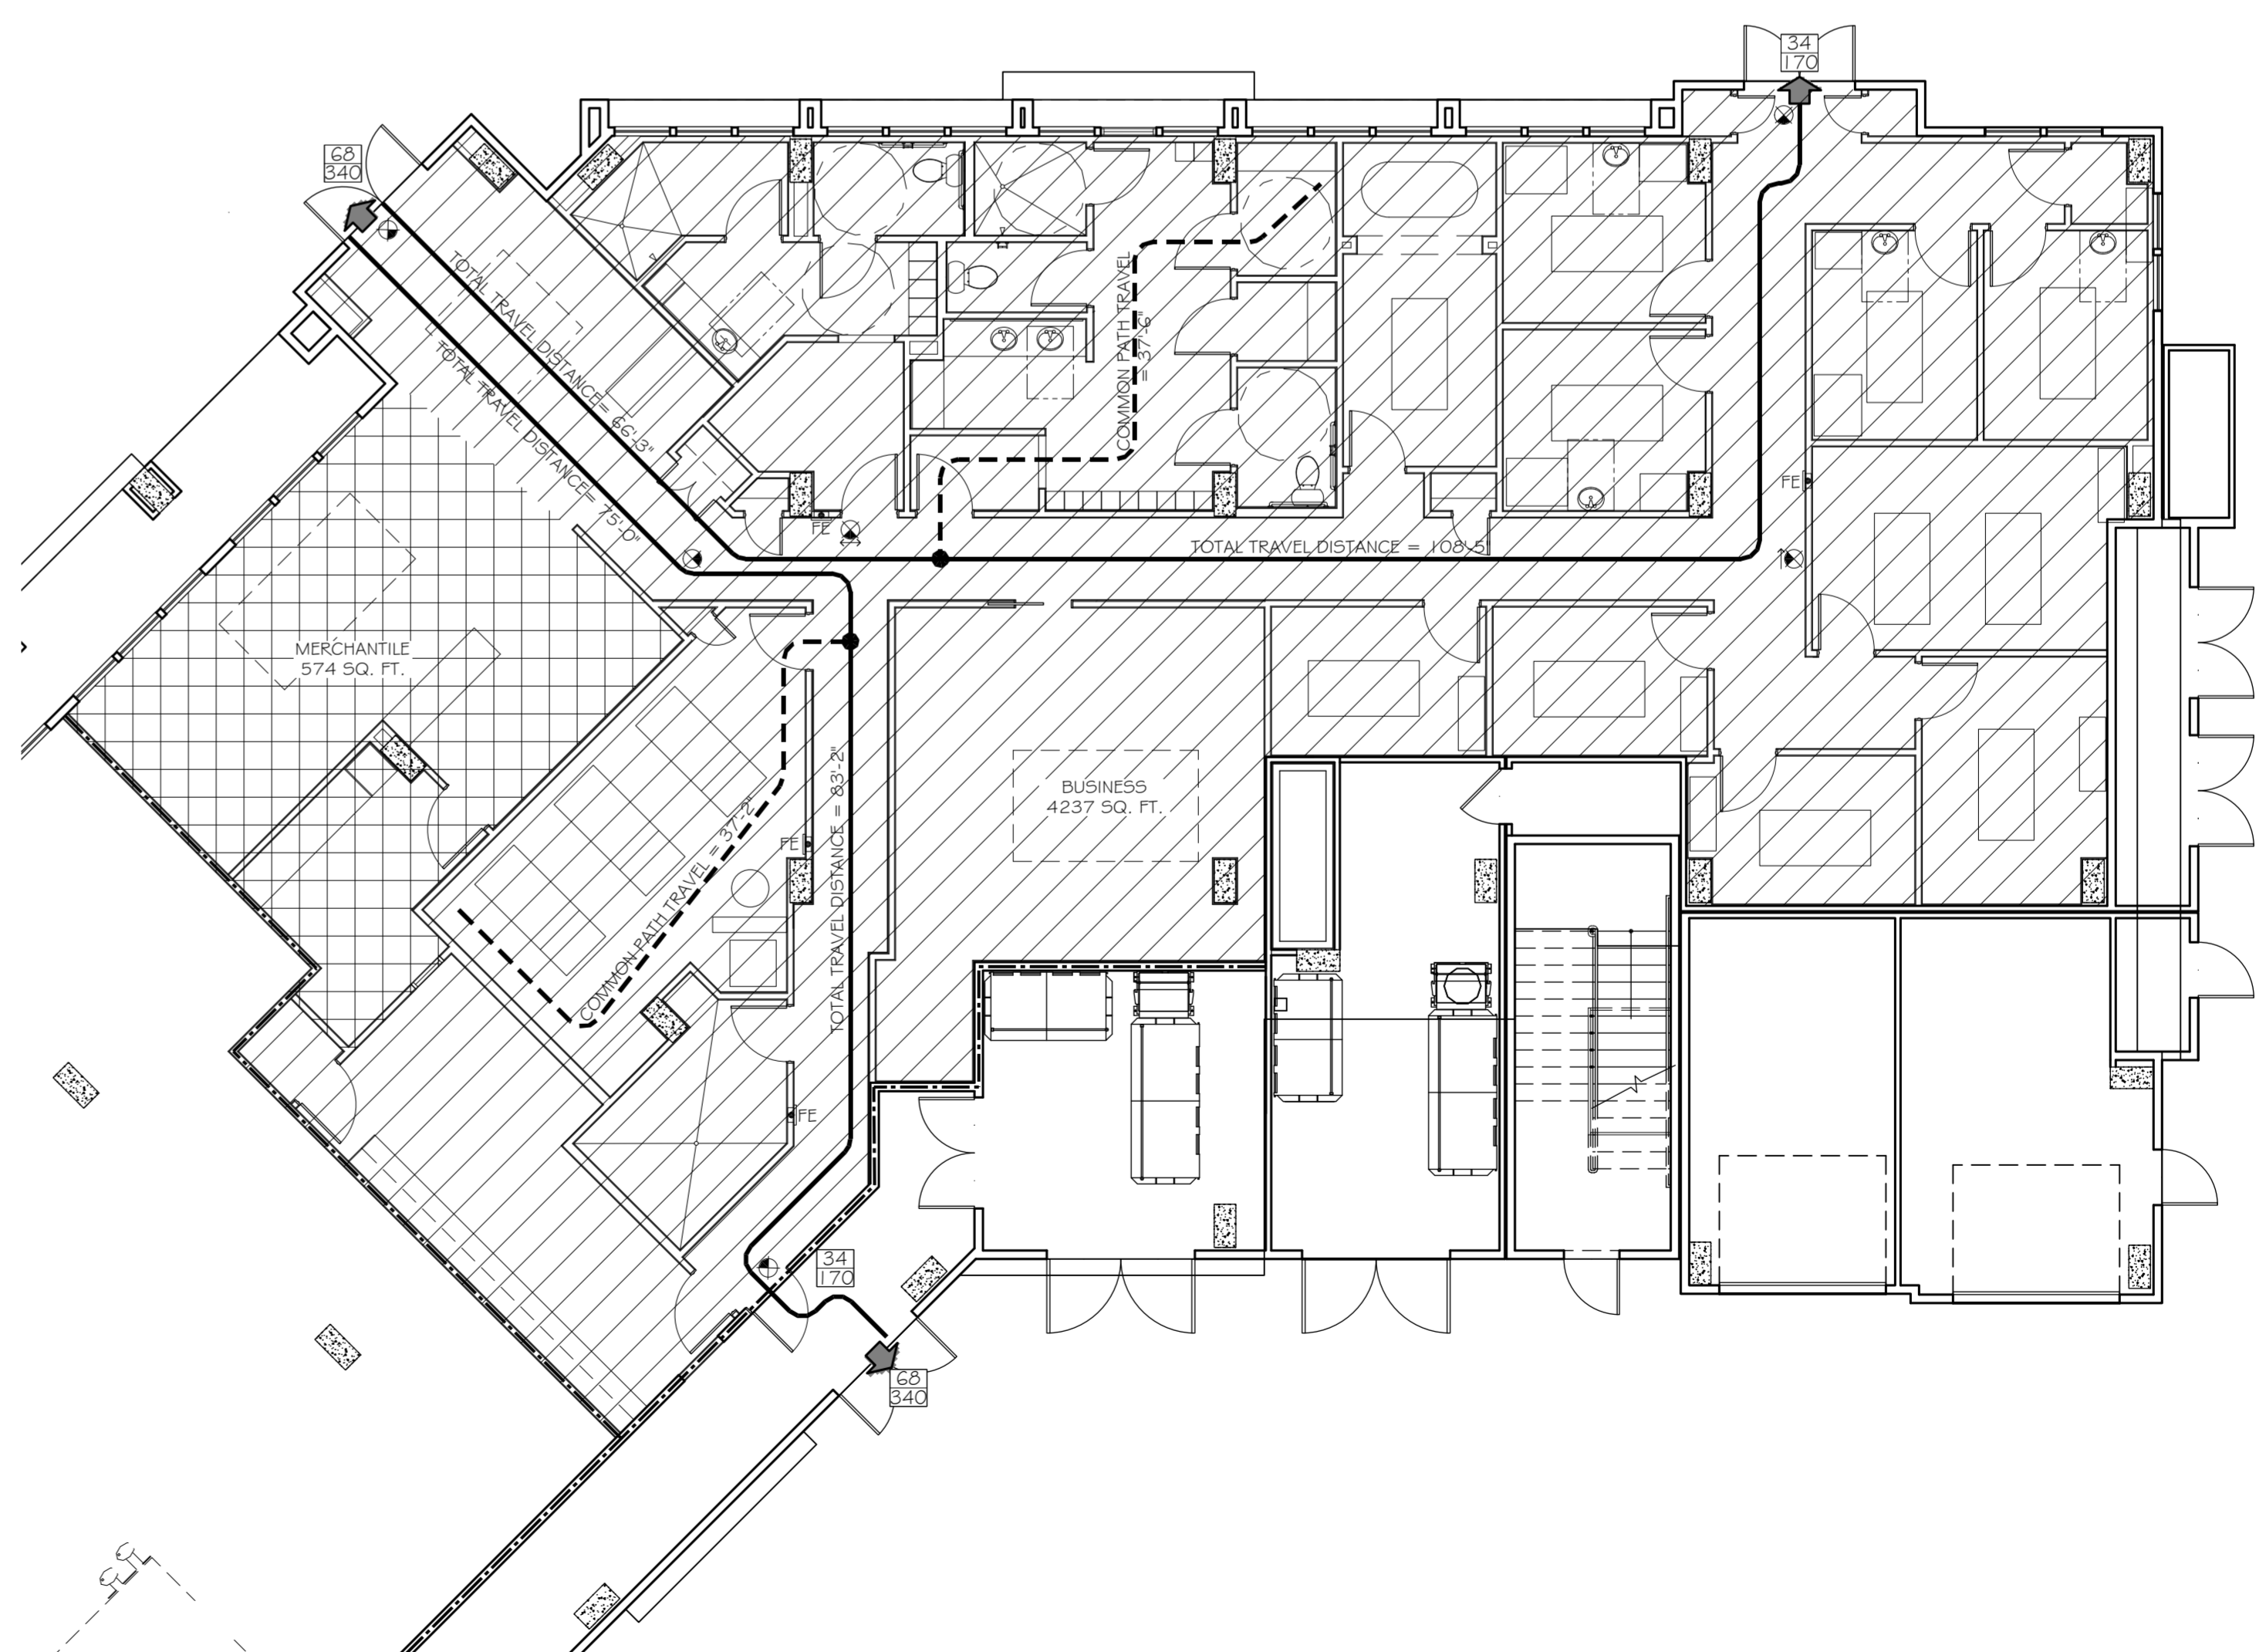 34
170
68
340
TOTAL TRAVEL DISTANCE= 66'-3"
TOTAL TRAVEL DISTANCE= 75'-0"
COMMON PATH TRAVEL
= 37'-6"
FE
FE
TOTAL TRAVEL DISTANCE = 108'-5"
MERCHANTILE
574 SQ. FT.
BUSINESS
4237 SQ. FT.
COMMON PATH TRAVEL = 37'-2"
FE
TOTAL TRAVEL DISTANCE = 83'-2"
FE
34
170
68
340